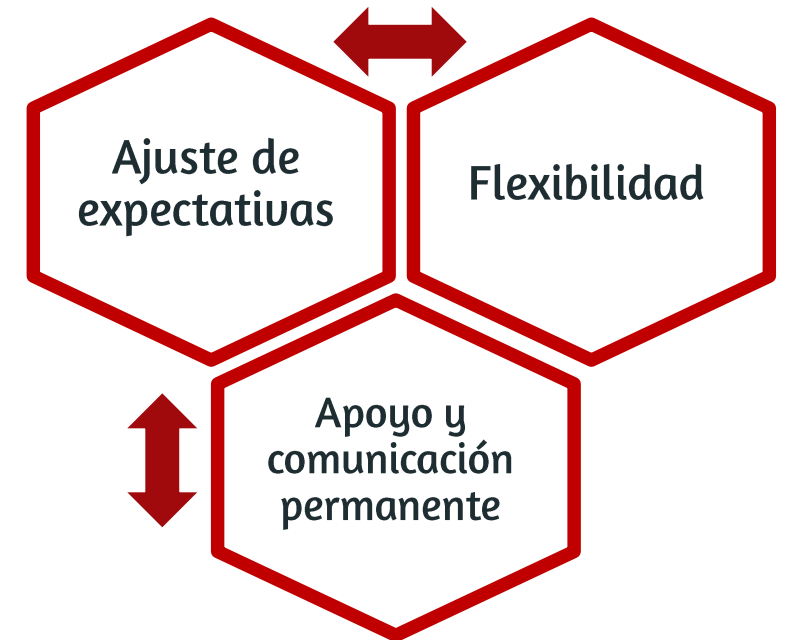 Ajuste de
expectativas
Flexibilidad
Apoyo y
comunicación
permanente